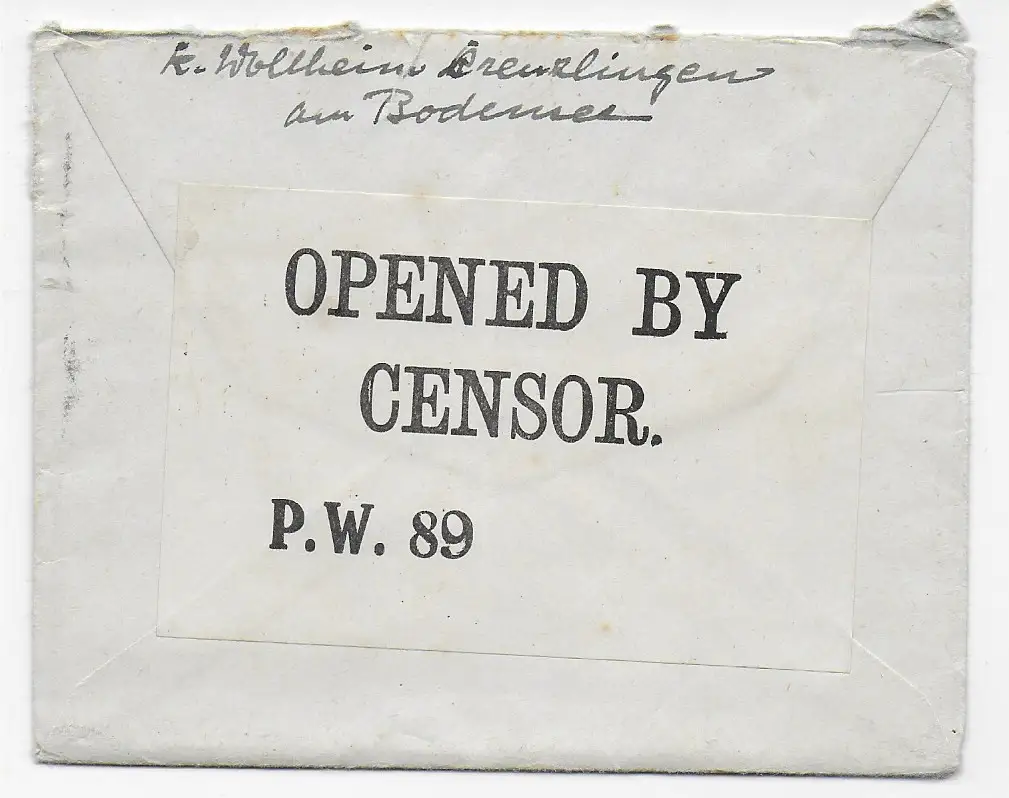 K. Wollheim Kreuzlingen
am Bodensee
OPENED BY
CENSOR.
P.W. 89